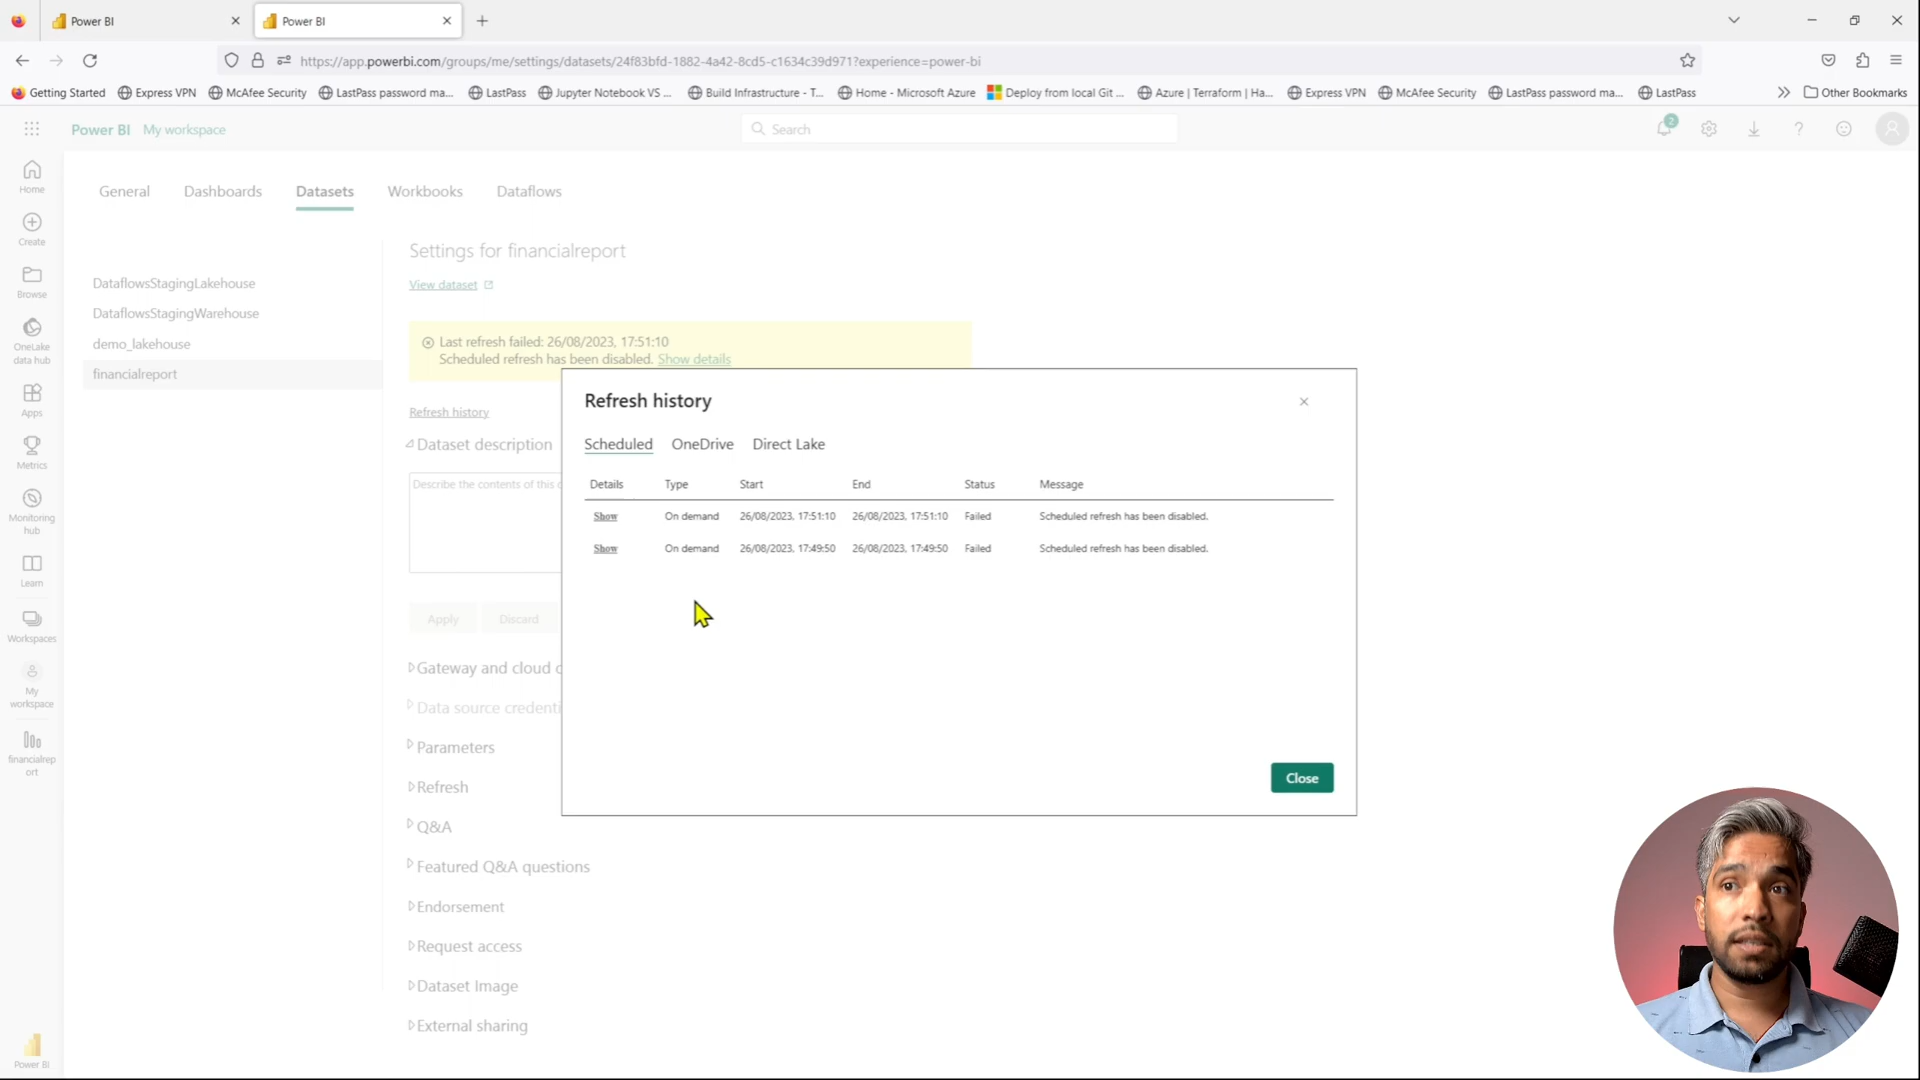 Power BI
Power BI
https://app.powerbi.com/groups/me/settings/datasets/24f83bfd-1882-4a42-8cd5-c1634c39d971?experience=power-bi
Getting Started Express VPN McAfee Security LastPass password ma... LastPass Jupyter Notebook VS ... Build Infrastructure - T... Home - Microsoft Azure Deploy from local Git ... Azure | Terraform | Ha... Express VPN McAfee Security LastPass password ma... LastPass Other Bookmarks
Power BI My workspace Search 2
General Dashboards Datasets Workbooks Dataflows
Home
Create
Browse
OneLake
data hub
Apps
Metrics
Monitoring
hub
Learn
Workspaces
My
workspace
financialrep
ort
Power BI
DataflowsStagingLakehouse
DataflowsStagingWarehouse
demo_lakehouse
financialreport
Settings for financialreport
View dataset
Last refresh failed: 26/08/2023, 17:51:10
Scheduled refresh has been disabled. Show details
Refresh history
Dataset description
Describe the contents of this
Apply Discard
Gateway and cloud
Data source credenti
Parameters
Refresh
Q&A
Featured Q&A questions
Endorsement
Request access
Dataset Image
External sharing
Refresh history
Scheduled OneDrive Direct Lake
Details Type Start End Status Message
Show On demand 26/08/2023, 17:51:10 26/08/2023, 17:51:10 Failed Scheduled refresh has been disabled.
Show On demand 26/08/2023, 17:49:50 26/08/2023, 17:49:50 Failed Scheduled refresh has been disabled.
Close